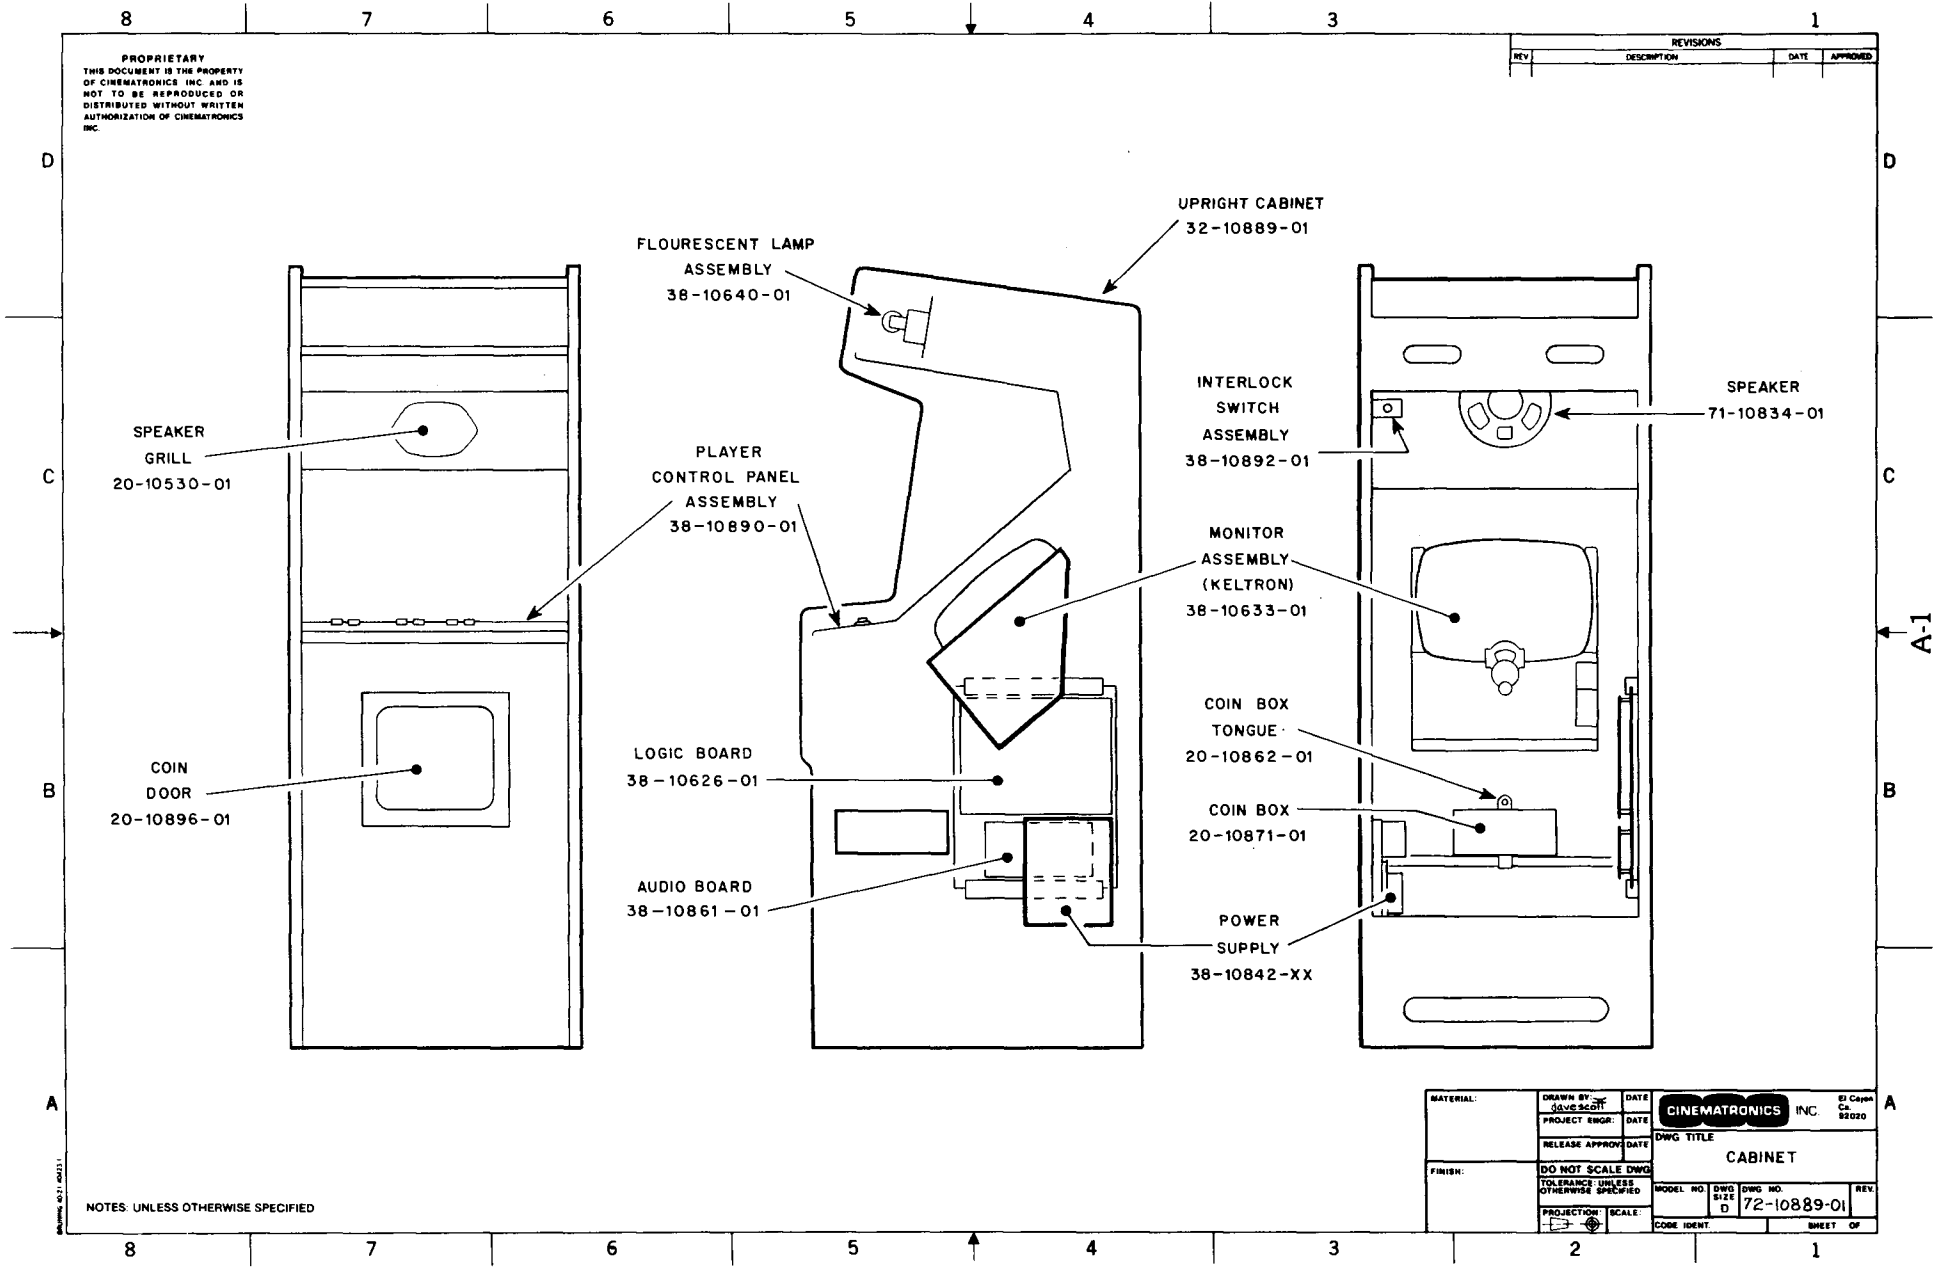 8 7 6 5 4 3 1
PROPRIETARY
THIS DOCUMENT IS THE PROPERTY
OF CINEMATRONICS INC AND IS
NOT TO BE REPRODUCED OR
DISTRIBUTED WITHOUT WRITTEN
AUTHORIZATION OF CINEMATRONICS
INC.
REVISIONS
REV DESCRIPTION DATE APPROVED
D D
UPRIGHT CABINET
32-10889-01
FLOURESCENT LAMP
ASSEMBLY
38-10640-01
INTERLOCK
SWITCH
ASSEMBLY
38-10892-01
SPEAKER
71-10834-01
SPEAKER
GRILL
20-10530-01
PLAYER
CONTROL PANEL
ASSEMBLY
38-10890-01
C C
MONITOR
ASSEMBLY
(KELTRON)
38-10633-01
A-1
COIN BOX
TONGUE
20-10862-01
LOGIC BOARD
38-10626-01
COIN
DOOR
20-10896-01
B B
COIN BOX
20-10871-01
AUDIO BOARD
38-10861-01
POWER
SUPPLY
38-10842-XX
A A
MATERIAL:
FINISH:
DRAWN BY: DATE
dave scott
PROJECT ENGR: DATE
RELEASE APPROV: DATE
DO NOT SCALE DWG
TOLERANCE: UNLESS
OTHERWISE SPECIFIED
PROJECTION: SCALE:
CINEMATRONICS INC.
El Cajon
Ca.
92020
DWG TITLE
CABINET
MODEL NO. DWG SIZE D DWG NO. 72-10889-01 REV.
CODE IDENT. SHEET OF
NOTES: UNLESS OTHERWISE SPECIFIED
8 7 6 5 4 3 2 1